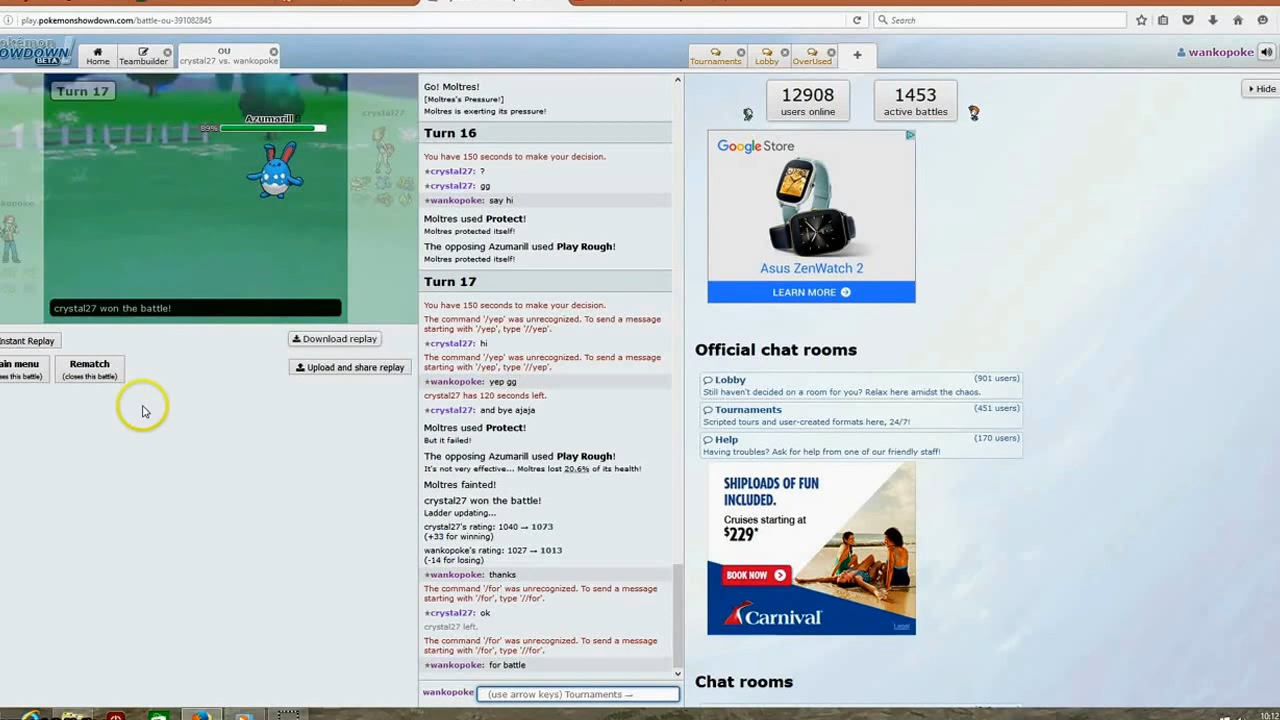 play.pokemonshowdown.com/battle-ou-391082845
Search
SHOWDOWN
BETA
Home
Teambuilder
OU
crystal27 vs. wankopoke
Tournaments
Lobby
OverUsed
+
wankopoke
Turn 17
Azumarill
89%
crystal27
wankopoke
crystal27 won the battle!
Instant Replay
Download replay
Main menu
(closes this battle)
Rematch
(closes this battle)
Upload and share replay
Go! Moltres!
[Moltres's Pressure!]
Moltres is exerting its pressure!
Turn 16
You have 150 seconds to make your decision.
★crystal27: ?
★crystal27: gg
★wankopoke: say hi
Moltres used Protect!
Moltres protected itself!
The opposing Azumarill used Play Rough!
Moltres protected itself!
Turn 17
You have 150 seconds to make your decision.
The command '/yep' was unrecognized. To send a message
starting with '/yep', type '//yep'.
★crystal27: hi
The command '/yep' was unrecognized. To send a message
starting with '/yep', type '//yep'.
★wankopoke: yep gg
crystal27 has 120 seconds left.
★crystal27: and bye ajaja
Moltres used Protect!
But it failed!
The opposing Azumarill used Play Rough!
It's not very effective... Moltres lost 20.6% of its health!
Moltres fainted!
crystal27 won the battle!
Ladder updating...
crystal27's rating: 1040 → 1073
(+33 for winning)
wankopoke's rating: 1027 → 1013
(-14 for losing)
★wankopoke: thanks
The command '/for' was unrecognized. To send a message
starting with '/for', type '//for'.
★crystal27: ok
crystal27 left.
The command '/for' was unrecognized. To send a message
starting with '/for', type '//for'.
★wankopoke: for battle
wankopoke (use arrow keys) Tournaments →
Hide
12908
users online
1453
active battles
Google Store
Asus ZenWatch 2
LEARN MORE
Official chat rooms
Lobby (901 users)
Still haven't decided on a room for you? Relax here amidst the chaos.
Tournaments (451 users)
Scripted tours and user-created formats here, 24/7!
Help (170 users)
Having troubles? Ask for help from one of our friendly staff!
SHIPLOADS OF FUN
INCLUDED.
Cruises starting at
$229*
BOOK NOW
Carnival
Legal
Chat rooms